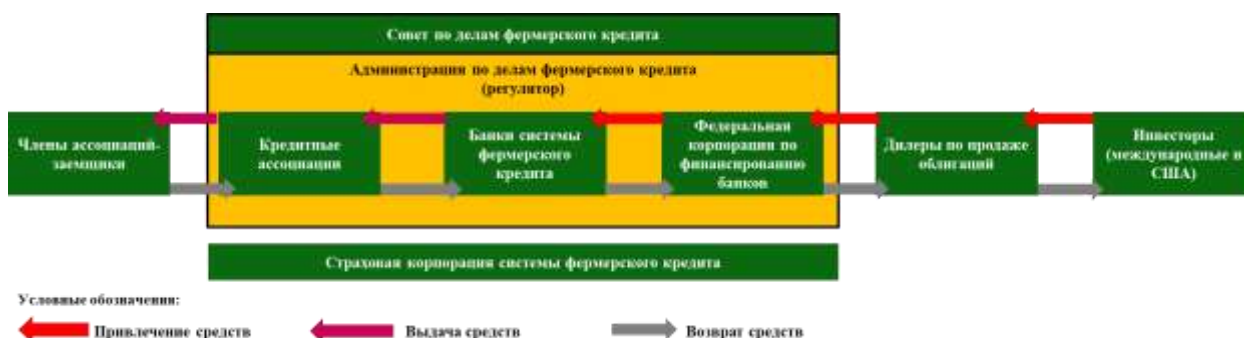 Совет по делам фермерского кредита
Администрация по делам фермерского кредита
(регулятор)
Члены ассоциаций-
заемщики
Кредитные
ассоциации
Банки системы
фермерского
кредита
Федеральная
корпорация по
финансированию
банков
Дилеры по продаже
облигаций
Инвесторы
(международные и
США)
Страховая корпорация системы фермерского кредита
Условные обозначения:
Привлечение средств
Выдача средств
Возврат средств